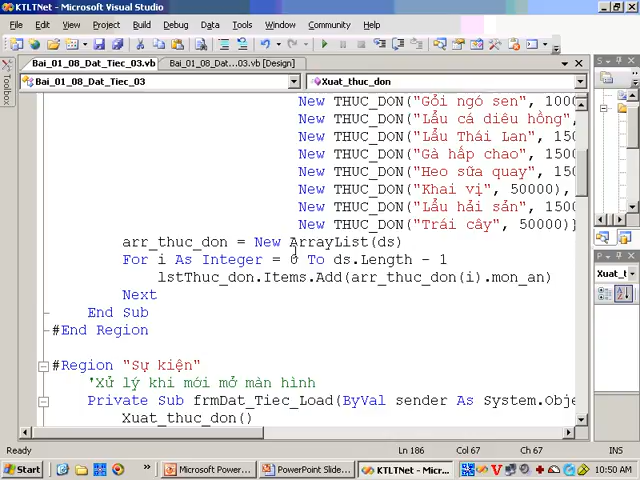 KTLTNet - Microsoft Visual Studio
File Edit View Project Build Debug Data Tools Window Community Help
Bai_01_08_Dat_Tiec_03.vb Bai_01_08_Dat...03.vb [Design]
Toolbox
Bai_01_08_Dat_Tiec_03 Xuat_thuc_don
New THUC_DON("Gỏi ngó sen", 1000
New THUC_DON("Lẩu cá diêu hồng",
New THUC_DON("Lẩu Thái Lan", 150
New THUC_DON("Gà hấp chao", 1500
New THUC_DON("Heo sữa quay", 150
New THUC_DON("Khai vị", 50000),
New THUC_DON("Lẩu hải sản", 1500
New THUC_DON("Trái cây", 50000)}
arr_thuc_don = New ArrayList(ds)
For i As Integer = 0 To ds.Length - 1
lstThuc_don.Items.Add(arr_thuc_don(i).mon_an)
Next
End Sub
#End Region
#Region "Sự kiện"
'Xử lý khi mới mở màn hình
Private Sub frmDat_Tiec_Load(ByVal sender As System.Obje
Xuat_thuc_don()
S...
P...
Xuat_t
Ready Ln 186 Col 67 Ch 67 INS
Start Microsoft Power... PowerPoint Slide... KTLTNet - Micros... 10:50 AM